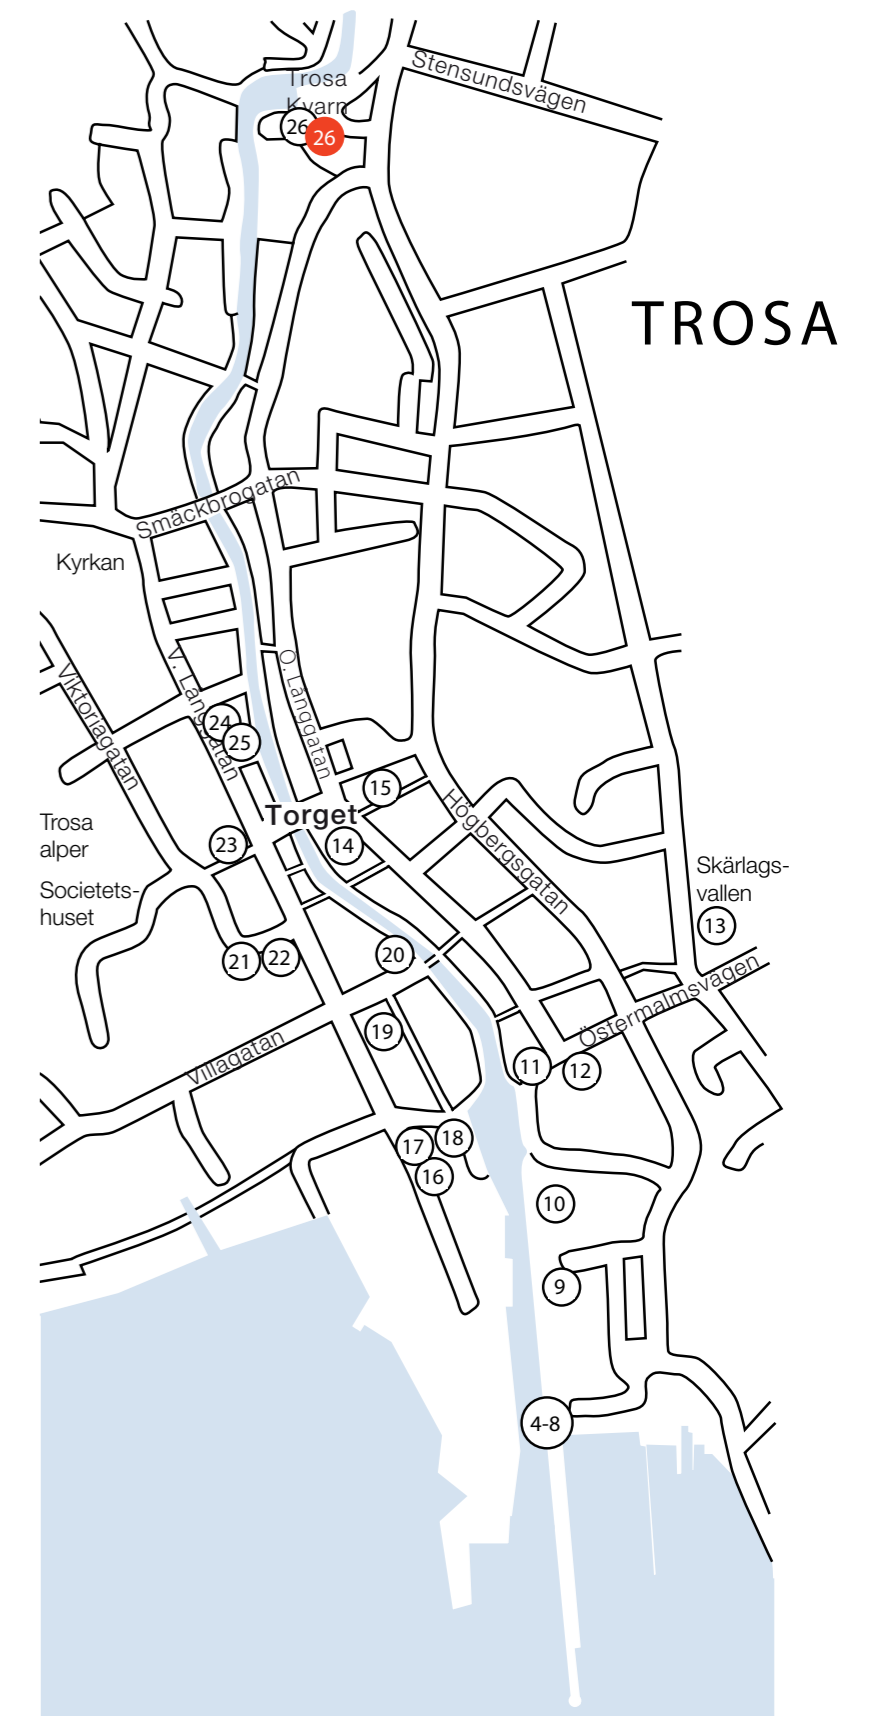 Stensundsvägen
Trosa
Kvarn
26
26
TROSA
Smäckbrogatan
Kyrkan
Viktoriagatan
V. Långgatan
Ö. Långgatan
24
25
15
Torget
Högbergsgatan
Trosa
alper
23
14
Societets-
huset
Skärlags-
vallen
13
21
22
20
Östermalmsvägen
19
Villagatan
11
12
17
18
16
10
9
4-8